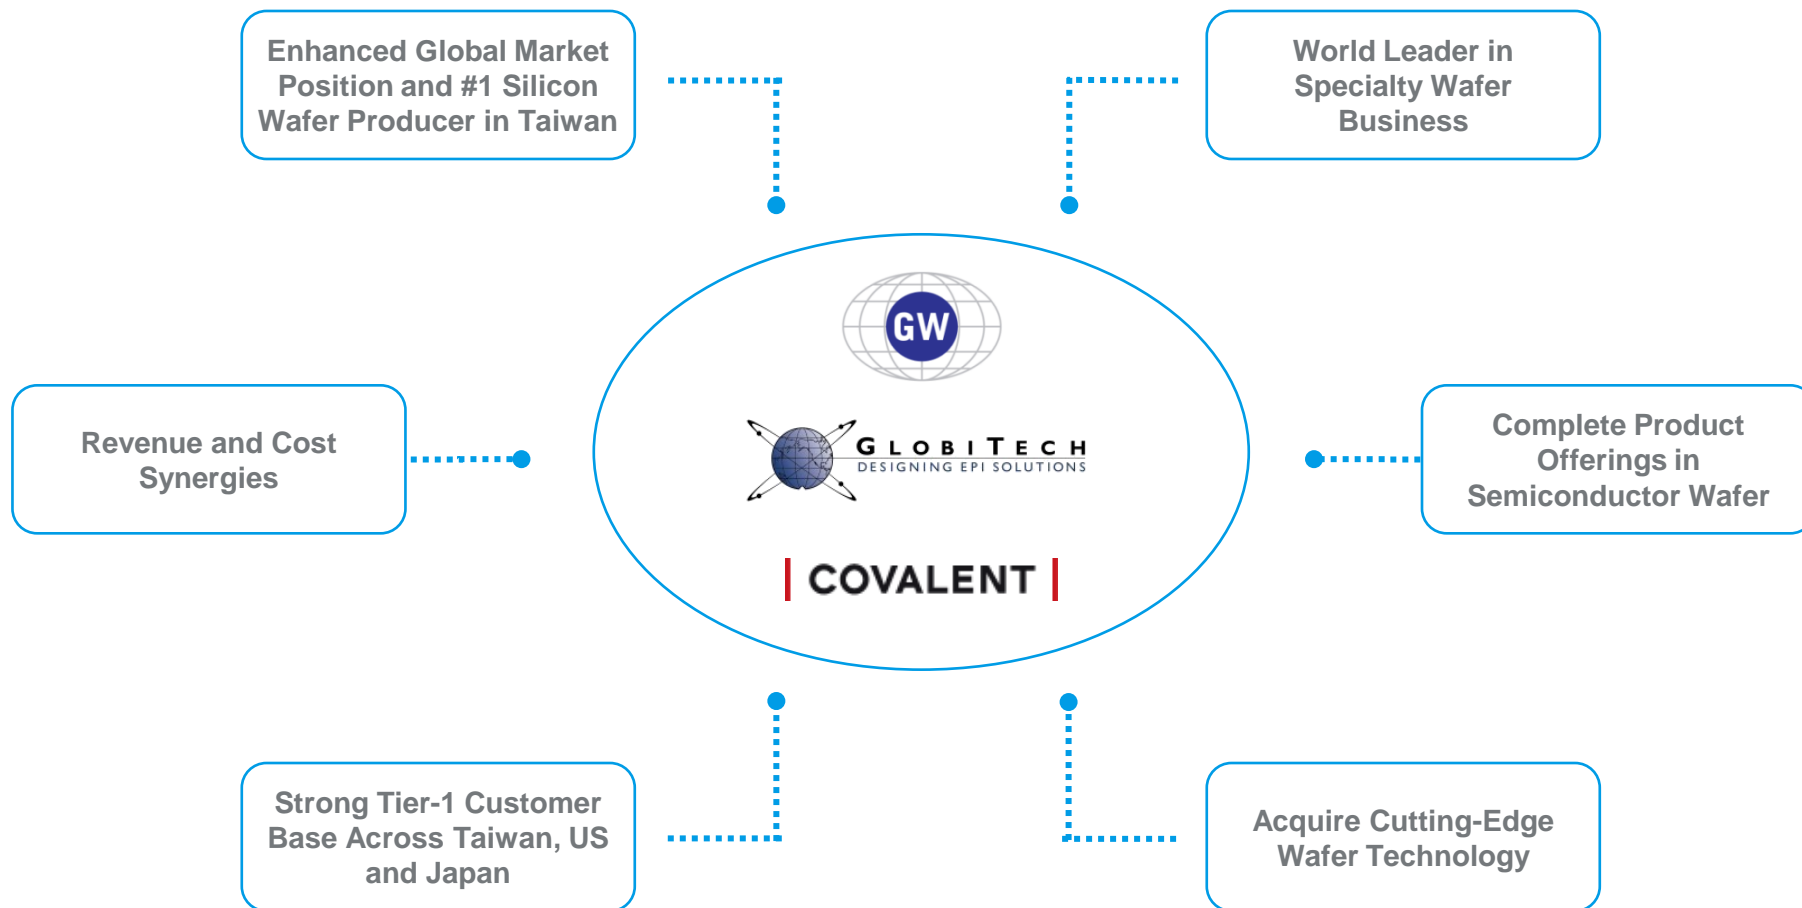 Enhanced Global Market
Position and #1 Silicon
Wafer Producer in Taiwan
World Leader in
Specialty Wafer
Business
GW
GLOBITECH
DESIGNING EPI SOLUTIONS
COVALENT
Revenue and Cost
Synergies
Complete Product
Offerings in
Semiconductor Wafer
Strong Tier-1 Customer
Base Across Taiwan, US
and Japan
Acquire Cutting-Edge
Wafer Technology